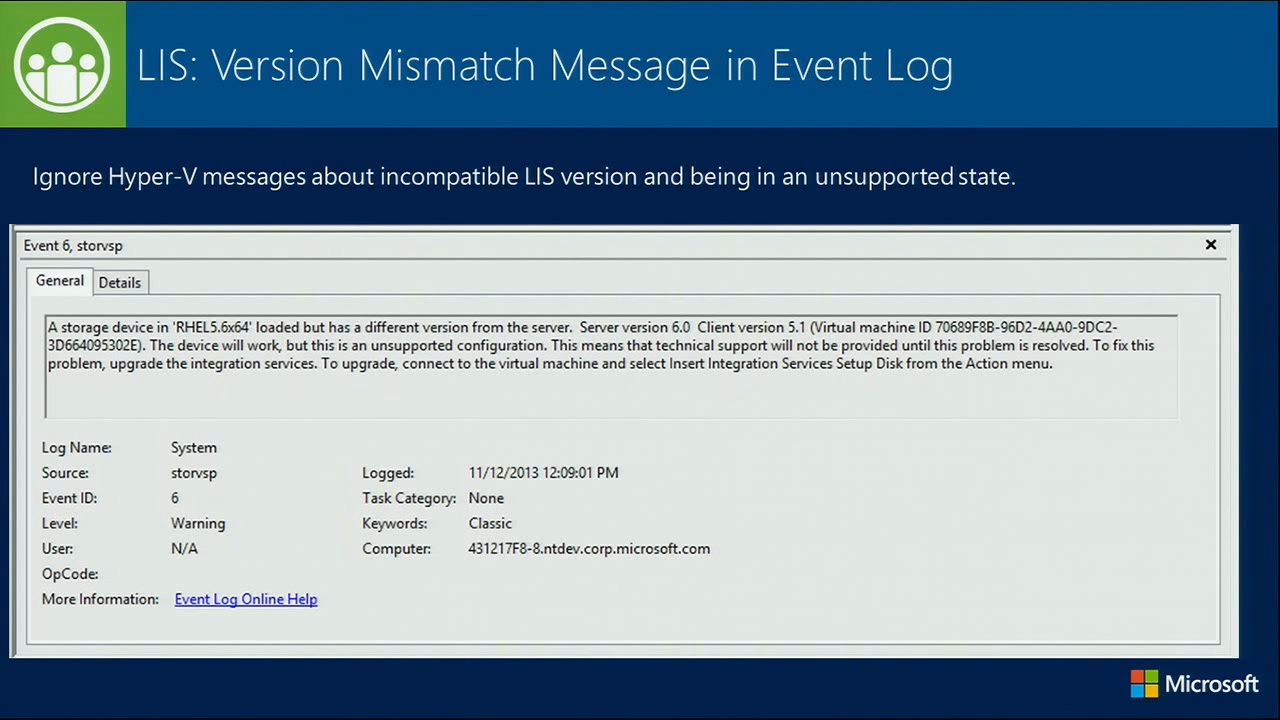 LIS: Version Mismatch Message in Event Log
Ignore Hyper-V messages about incompatible LIS version and being in an unsupported state.
Event 6, storvsp
General Details
A storage device in 'RHEL5.6x64' loaded but has a different version from the server.  Server version 6.0  Client version 5.1 (Virtual machine ID 70689F8B-96D2-4AA0-9DC2-
3D664095302E). The device will work, but this is an unsupported configuration. This means that technical support will not be provided until this problem is resolved. To fix this
problem, upgrade the integration services. To upgrade, connect to the virtual machine and select Insert Integration Services Setup Disk from the Action menu.
Log Name: System
Source: storvsp Logged: 11/12/2013 12:09:01 PM
Event ID: 6 Task Category: None
Level: Warning Keywords: Classic
User: N/A Computer: 431217F8-8.ntdev.corp.microsoft.com
OpCode:
More Information: Event Log Online Help
Microsoft